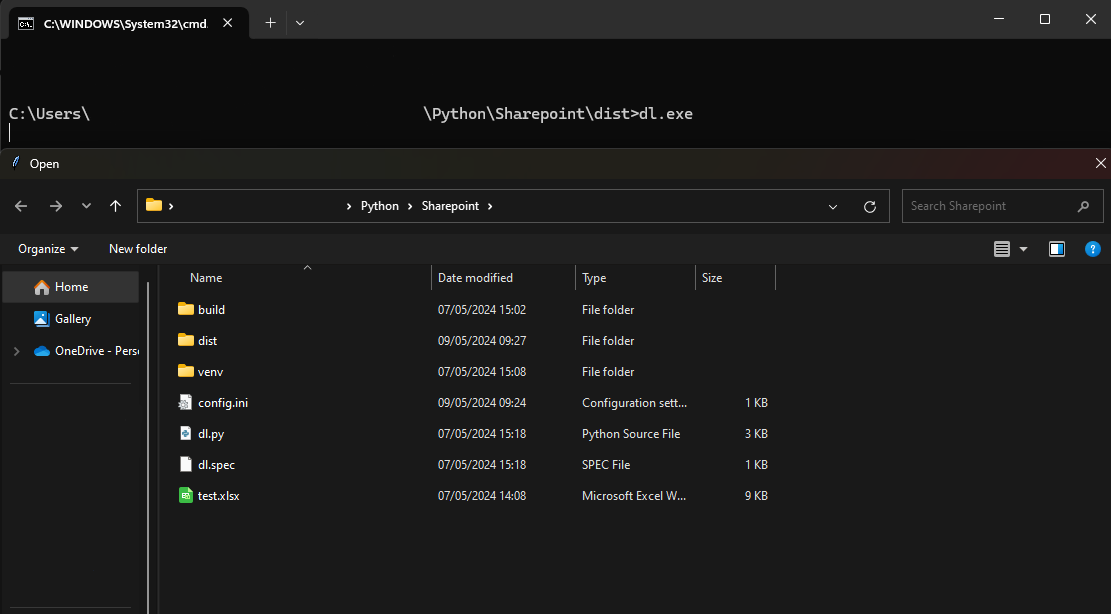 C:\WINDOWS\System32\cmd.
C:\Users\ \Python\Sharepoint\dist>dl.exe
Open
Python Sharepoint
Search Sharepoint
Organize New folder
Name Date modified Type Size
Home
Gallery
OneDrive - Pers
build 07/05/2024 15:02 File folder
dist 09/05/2024 09:27 File folder
venv 07/05/2024 15:08 File folder
config.ini 09/05/2024 09:24 Configuration sett... 1 KB
dl.py 07/05/2024 15:18 Python Source File 3 KB
dl.spec 07/05/2024 15:18 SPEC File 1 KB
test.xlsx 07/05/2024 14:08 Microsoft Excel W... 9 KB